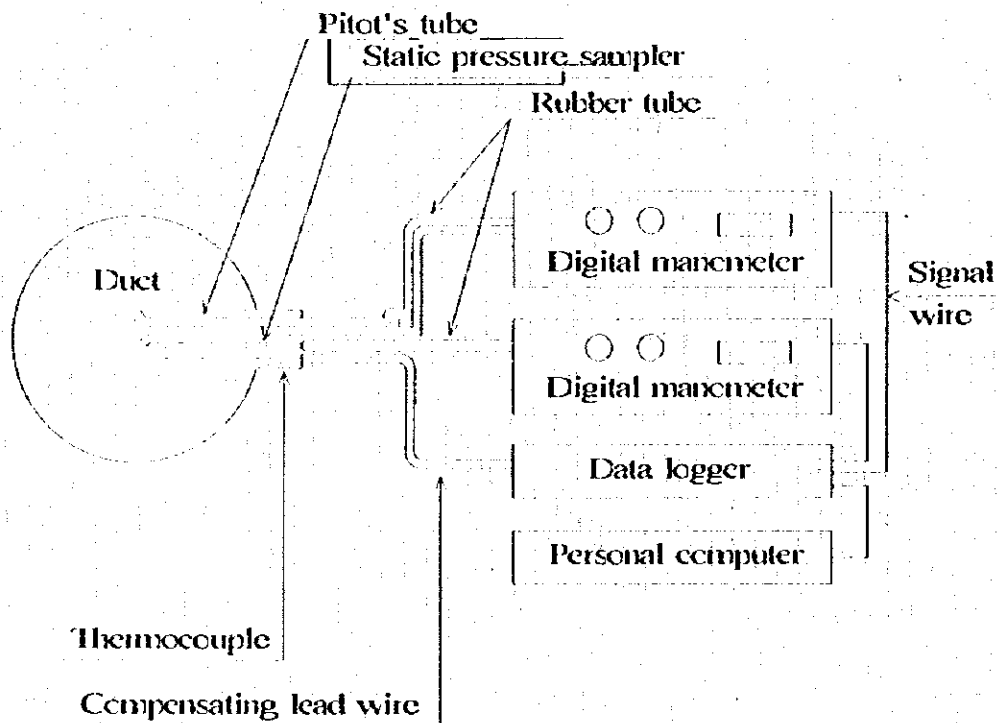 Pitot's tube
Static pressure sampler
Rubber tube
Duct
Digital manometer
Signal
wire
Digital manometer
Data logger
Personal computer
Thermocouple
Compensating lead wire